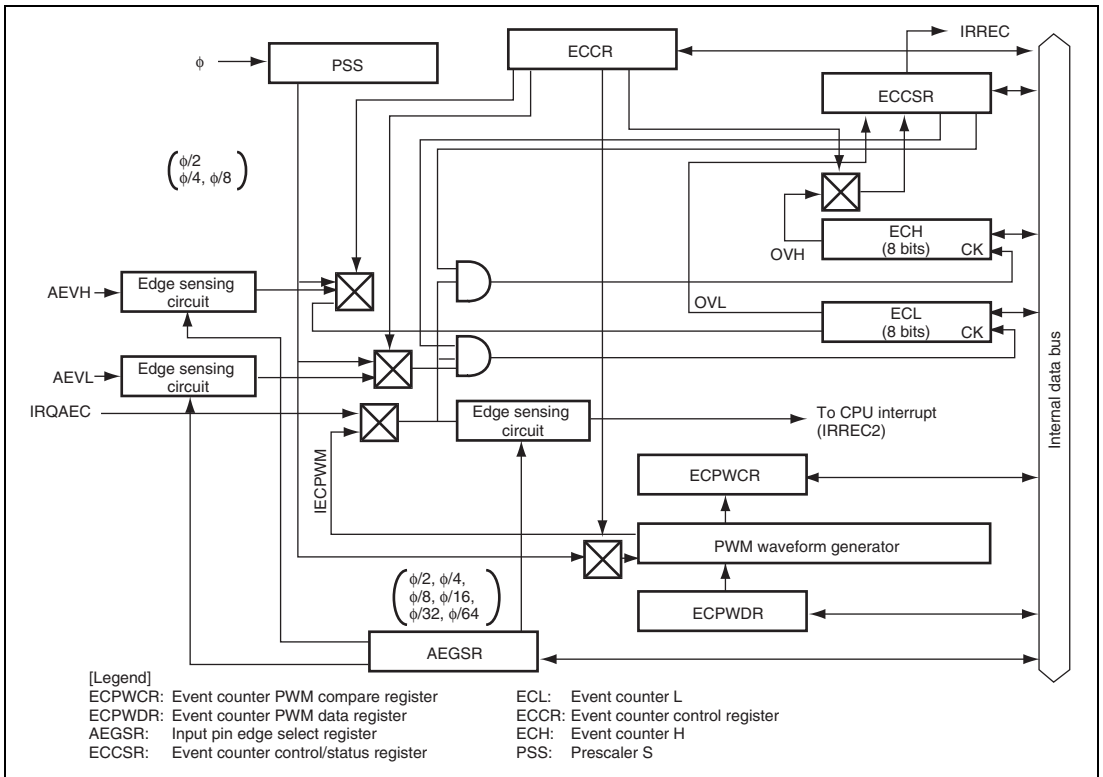 IRREC
ECCR
φ
PSS
ECCSR
φ/2
φ/4, φ/8
ECH
(8 bits)
CK
OVH
AEVH
Edge sensing
circuit
OVL
ECL
(8 bits)
CK
AEVL
Edge sensing
circuit
IRQAEC
Edge sensing
circuit
To CPU interrupt
(IRREC2)
Internal data bus
IECPWM
ECPWCR
PWM waveform generator
φ/2, φ/4,
φ/8, φ/16,
φ/32, φ/64
ECPWDR
AEGSR
[Legend]
ECPWCR: Event counter PWM compare register
ECPWDR: Event counter PWM data register
AEGSR: Input pin edge select register
ECCSR: Event counter control/status register
ECL: Event counter L
ECCR: Event counter control register
ECH: Event counter H
PSS: Prescaler S